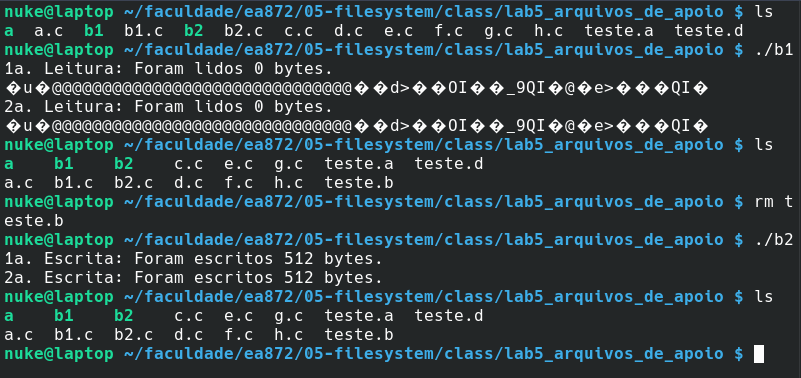 nuke@laptop ~/faculdade/ea872/05-filesystem/class/lab5_arquivos_de_apoio $ ls
a  a.c  b1  b1.c  b2  b2.c  c.c  d.c  e.c  f.c  g.c  h.c  teste.a  teste.d
nuke@laptop ~/faculdade/ea872/05-filesystem/class/lab5_arquivos_de_apoio $ ./b1
1a. Leitura: Foram lidos 0 bytes.
�u�@@@@@@@@@@@@@@@@@@@@@@@@@@@@@@��d>��OI��_9QI�@�e>���QI�
2a. Leitura: Foram lidos 0 bytes.
�u�@@@@@@@@@@@@@@@@@@@@@@@@@@@@@@��d>��OI��_9QI�@�e>���QI�
nuke@laptop ~/faculdade/ea872/05-filesystem/class/lab5_arquivos_de_apoio $ ls
a    b1    b2    c.c  e.c  g.c  teste.a  teste.d
a.c  b1.c  b2.c  d.c  f.c  h.c  teste.b
nuke@laptop ~/faculdade/ea872/05-filesystem/class/lab5_arquivos_de_apoio $ rm t
este.b
nuke@laptop ~/faculdade/ea872/05-filesystem/class/lab5_arquivos_de_apoio $ ./b2
1a. Escrita: Foram escritos 512 bytes.
2a. Escrita: Foram escritos 512 bytes.
nuke@laptop ~/faculdade/ea872/05-filesystem/class/lab5_arquivos_de_apoio $ ls
a    b1    b2    c.c  e.c  g.c  teste.a  teste.d
a.c  b1.c  b2.c  d.c  f.c  h.c  teste.b
nuke@laptop ~/faculdade/ea872/05-filesystem/class/lab5_arquivos_de_apoio $